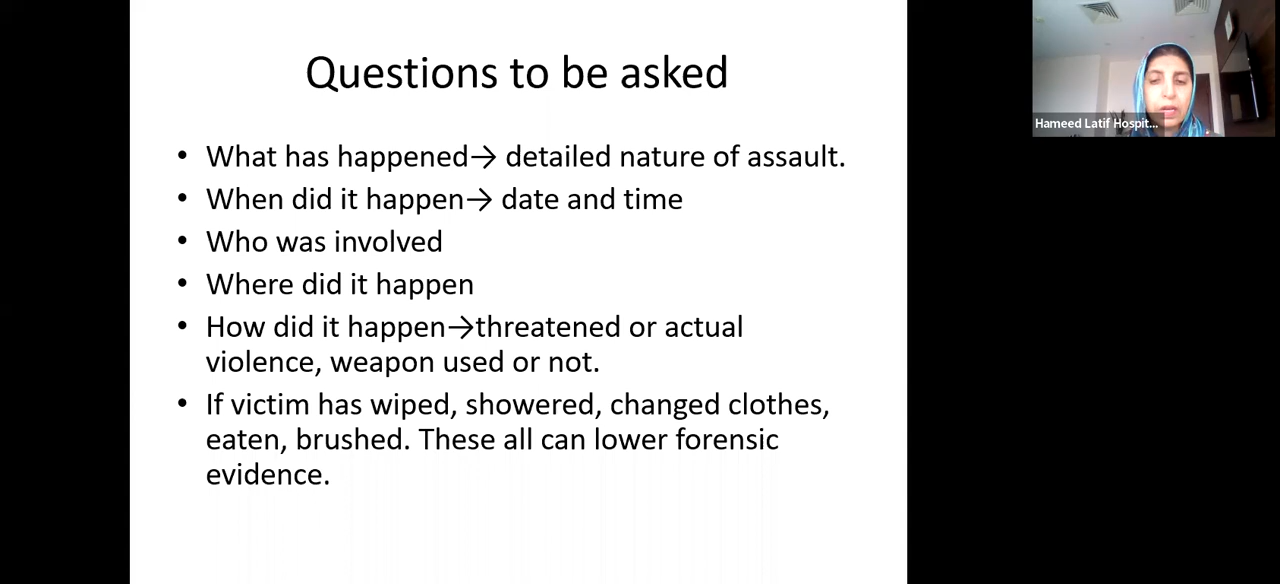 Questions to be asked
• What has happened→ detailed nature of assault.
• When did it happen→ date and time
• Who was involved
• Where did it happen
• How did it happen→threatened or actual
violence, weapon used or not.
• If victim has wiped, showered, changed clothes,
eaten, brushed. These all can lower forensic
evidence.
Hameed Latif Hospit...